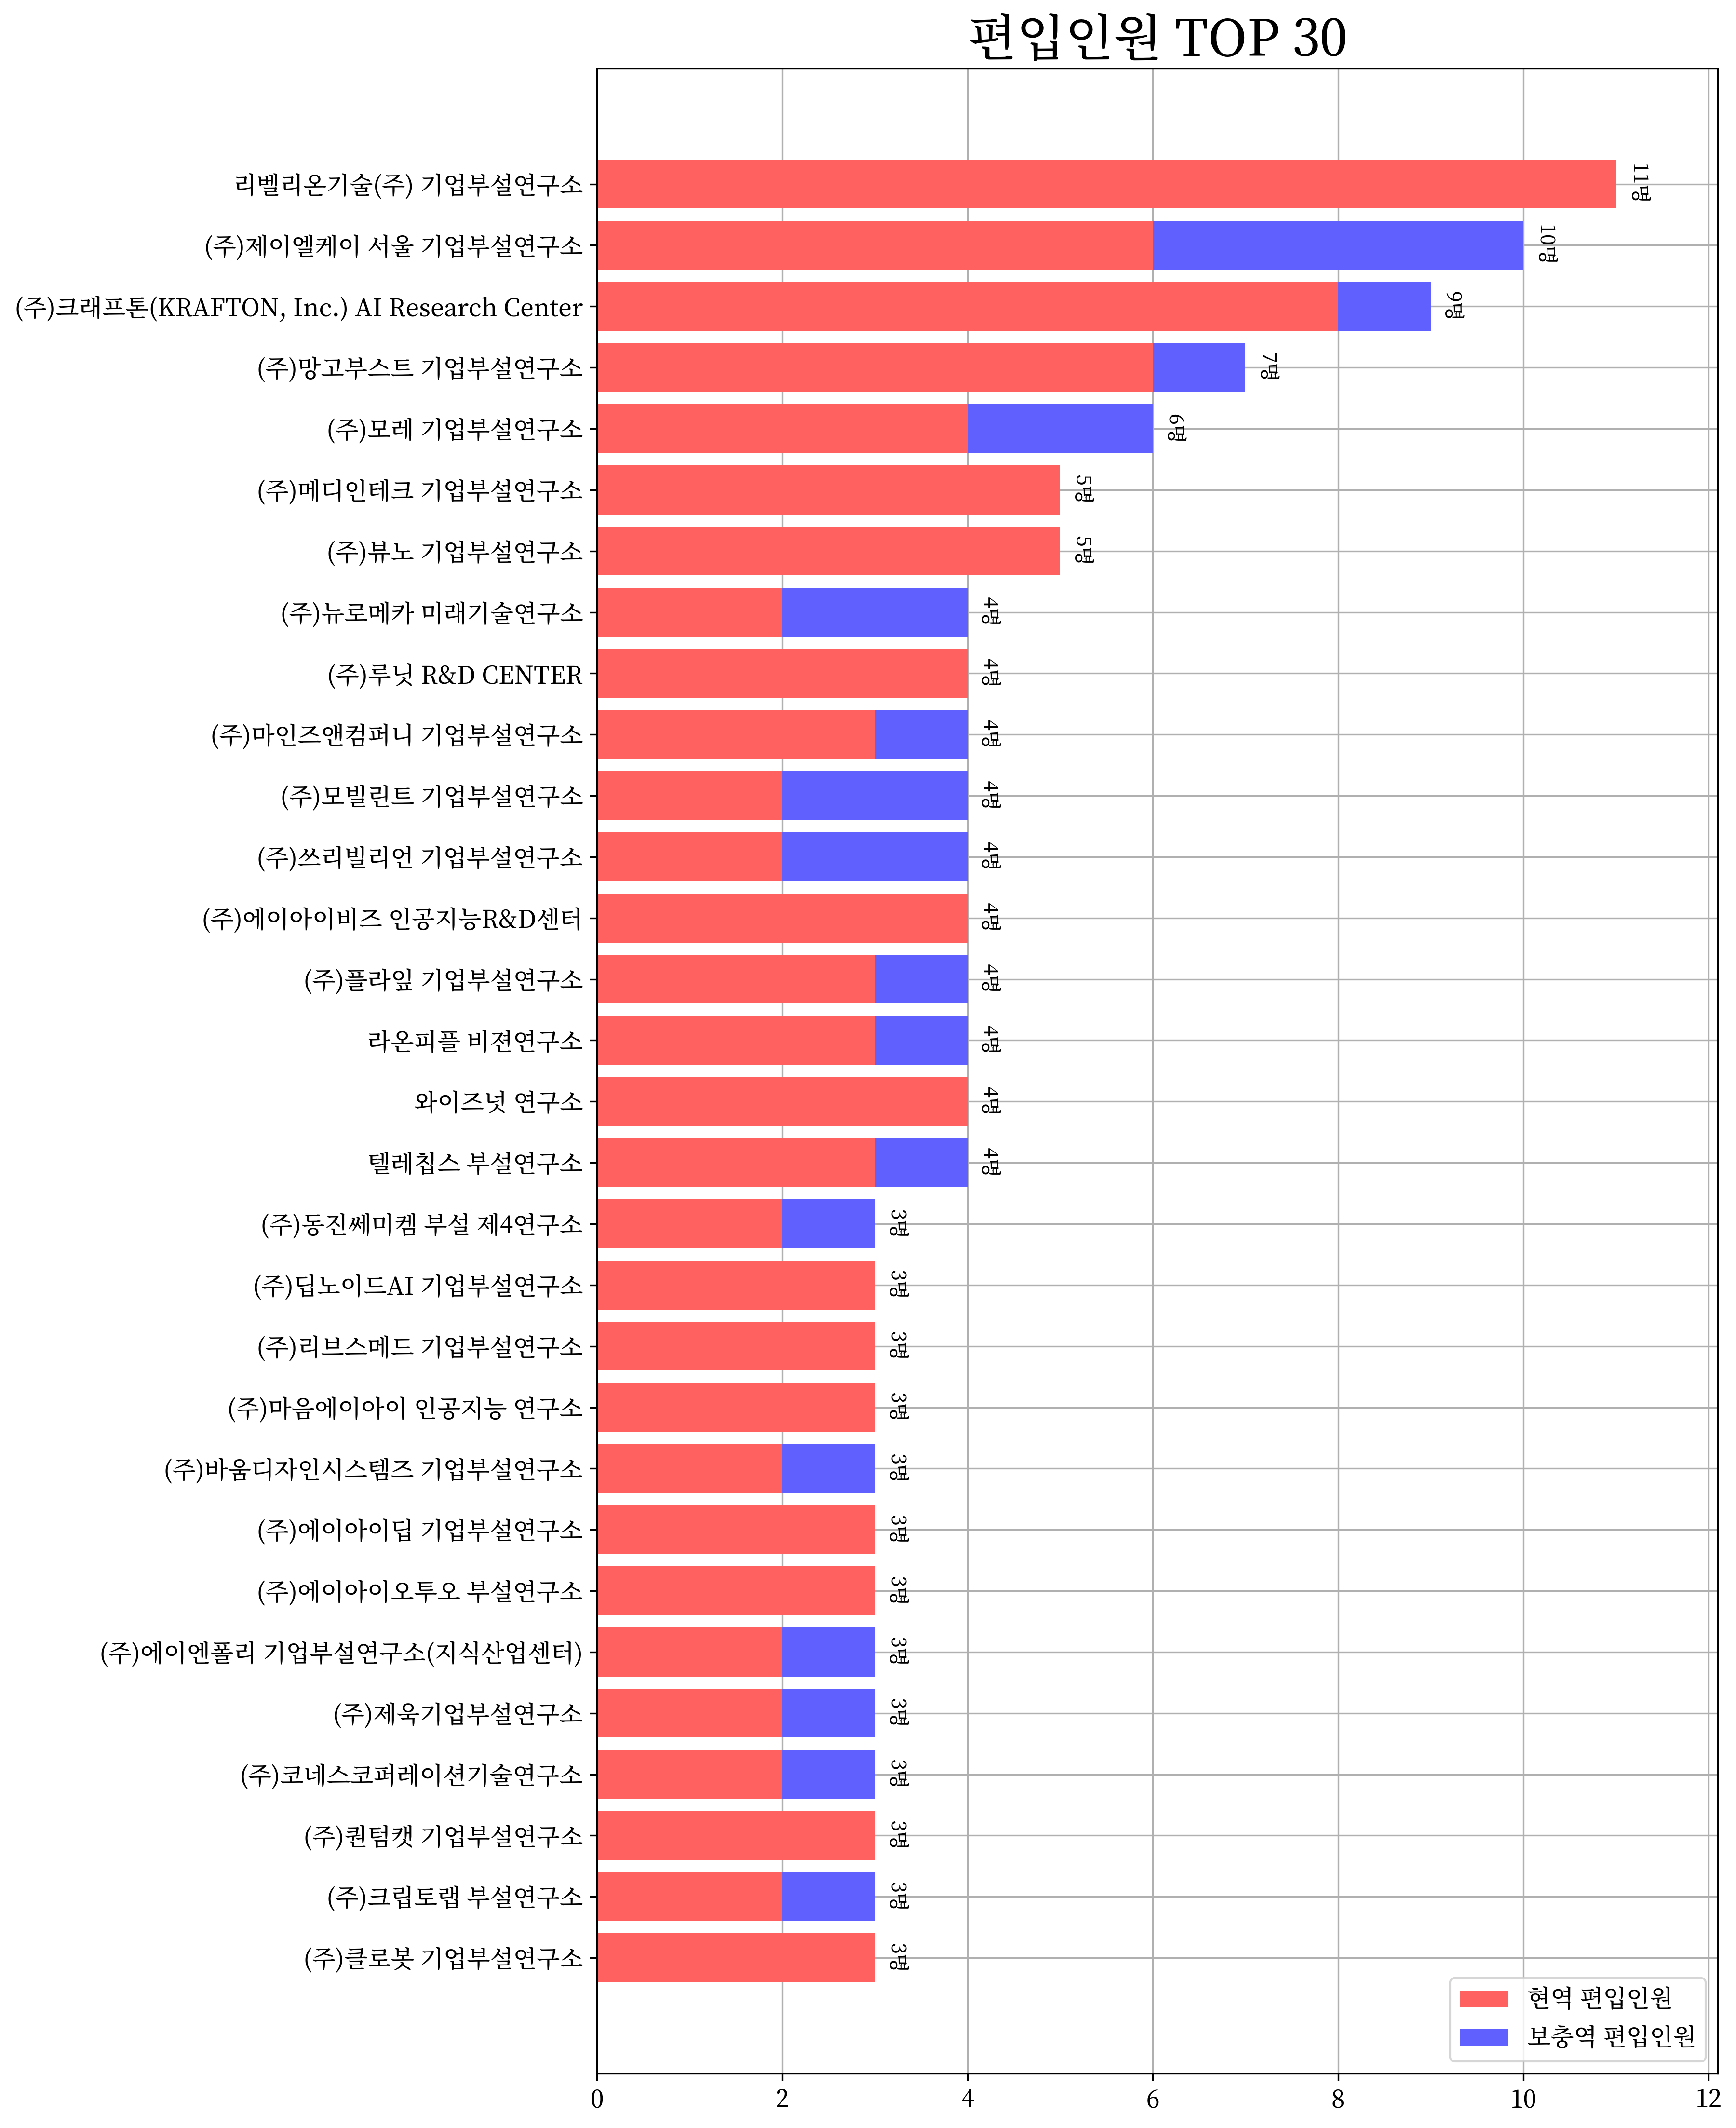 편입인원 TOP 30
리벨리온기술(주) 기업부설연구소 11명
(주)제이엘케이 서울 기업부설연구소 10명
(주)크래프톤(KRAFTON, Inc.) AI Research Center 9명
(주)망고부스트 기업부설연구소 7명
(주)모레 기업부설연구소 6명
(주)메디인테크 기업부설연구소 5명
(주)뷰노 기업부설연구소 5명
(주)뉴로메카 미래기술연구소 4명
(주)루닛 R&D CENTER 4명
(주)마인즈앤컴퍼니 기업부설연구소 4명
(주)모빌린트 기업부설연구소 4명
(주)쓰리빌리언 기업부설연구소 4명
(주)에이아이비즈 인공지능R&D센터 4명
(주)플라잎 기업부설연구소 4명
라온피플 비젼연구소 4명
와이즈넛 연구소 4명
텔레칩스 부설연구소 4명
(주)동진쎄미켐 부설 제4연구소 3명
(주)딥노이드AI 기업부설연구소 3명
(주)리브스메드 기업부설연구소 3명
(주)마음에이아이 인공지능 연구소 3명
(주)바움디자인시스템즈 기업부설연구소 3명
(주)에이아이딥 기업부설연구소 3명
(주)에이아이오투오 부설연구소 3명
(주)에이엔폴리 기업부설연구소(지식산업센터) 3명
(주)제욱기업부설연구소 3명
(주)코네스코퍼레이션기술연구소 3명
(주)퀀텀캣 기업부설연구소 3명
(주)크립토랩 부설연구소 3명
(주)클로봇 기업부설연구소 3명
현역 편입인원
보충역 편입인원
0 2 4 6 8 10 12